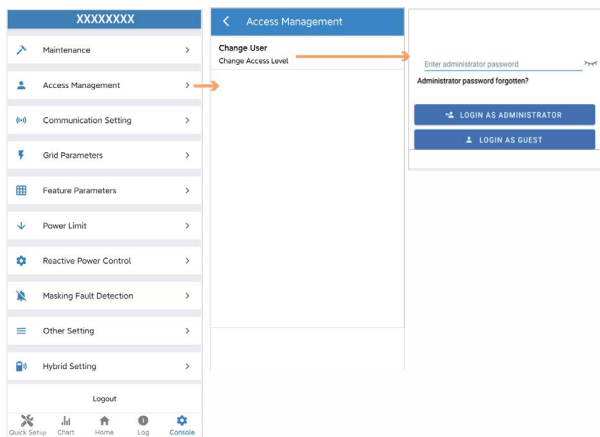 XXXXXXXX
Maintenance
Access Management
Communication Setting
Grid Parameters
Feature Parameters
Power Limit
Reactive Power Control
Masking Fault Detection
Other Setting
Hybrid Setting
Logout
Quick Setup
Chart
Home
Log
Console
Access Management
Change User
Change Access Level
Enter administrator password
Administrator password forgotten?
LOGIN AS ADMINISTRATOR
LOGIN AS GUEST